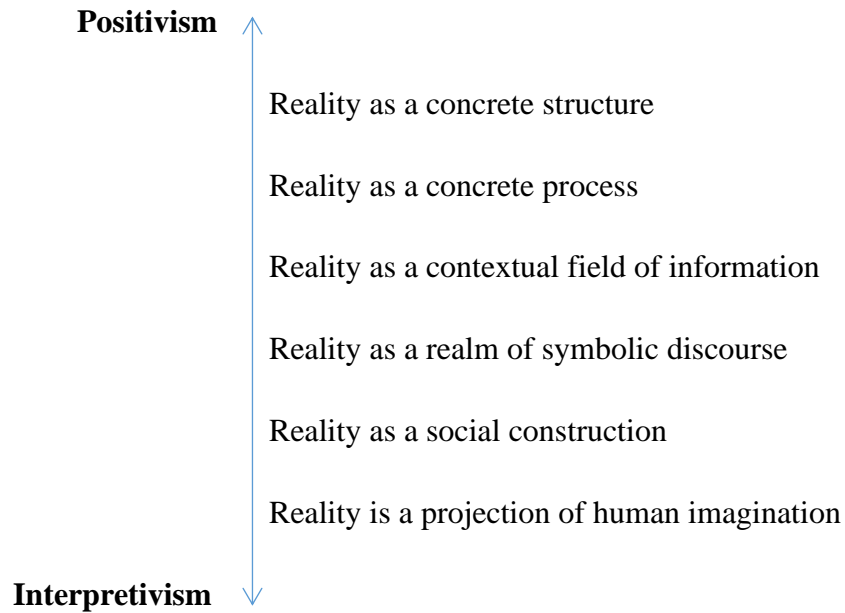 Positivism
Reality as a concrete structure
Reality as a concrete process
Reality as a contextual field of information
Reality as a realm of symbolic discourse
Reality as a social construction
Reality is a projection of human imagination
Interpretivism